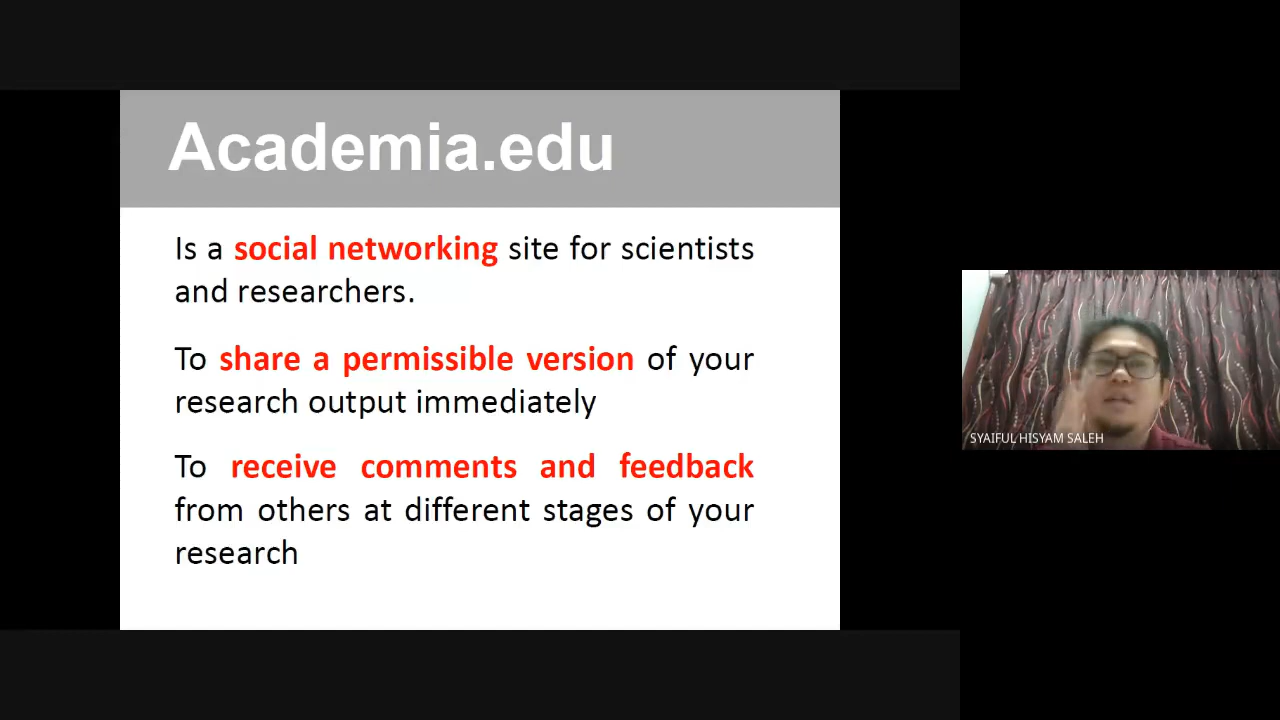 Academia.edu
Is a social networking site for scientists
and researchers.
To share a permissible version of your
research output immediately
To receive comments and feedback
from others at different stages of your
research
SYAIFUL HISYAM SALEH